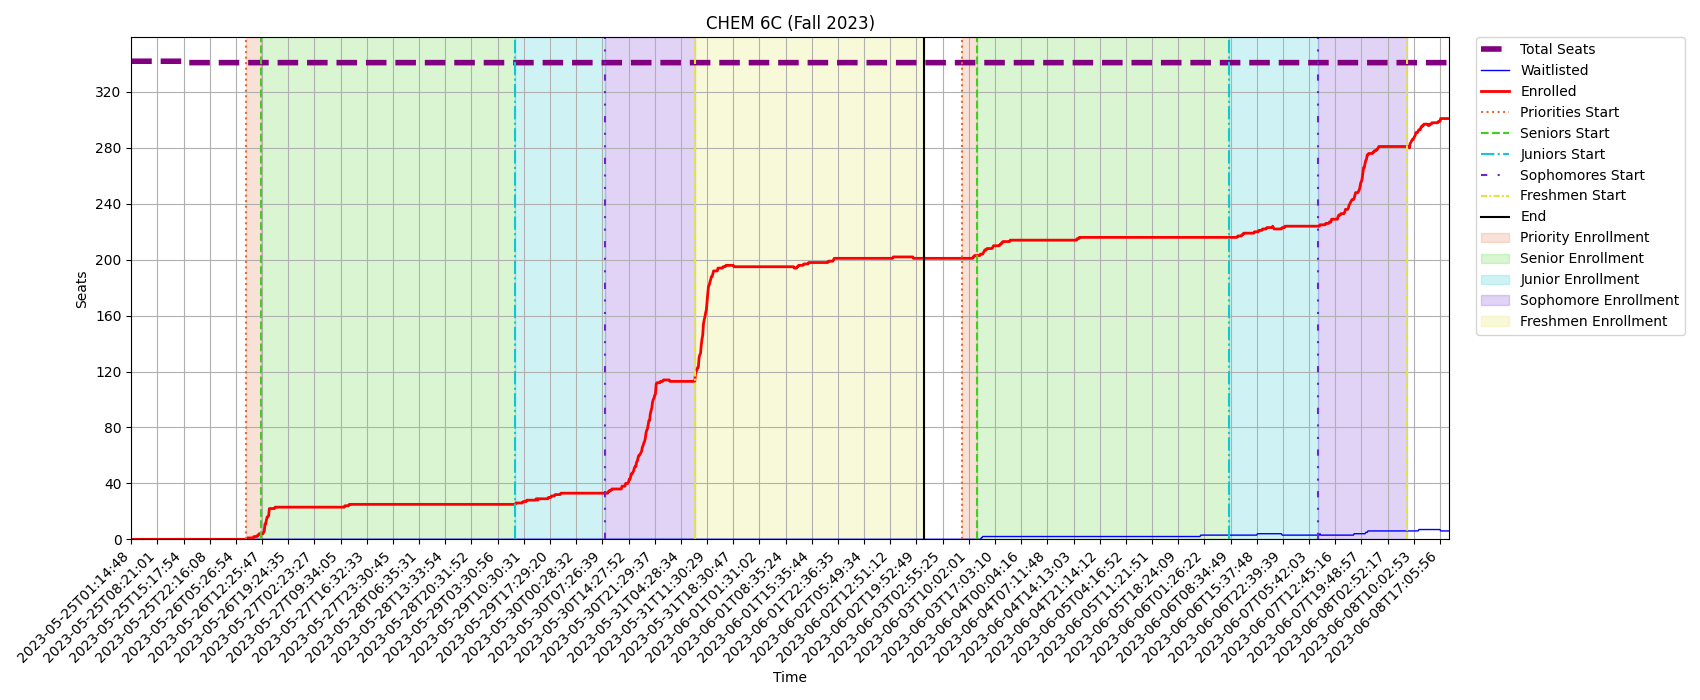 CHEM 6C (Fall 2023)
Seats
320
280
240
200
160
120
80
40
0
2023-05-25T01:14:48
2023-05-25T08:21:01
2023-05-25T15:17:54
2023-05-25T22:16:08
2023-05-26T05:26:54
2023-05-26T12:25:47
2023-05-26T19:24:35
2023-05-27T02:23:27
2023-05-27T09:34:05
2023-05-27T16:32:33
2023-05-27T23:30:45
2023-05-28T06:35:31
2023-05-28T13:33:54
2023-05-28T20:31:52
2023-05-29T03:30:56
2023-05-29T10:30:31
2023-05-29T17:29:20
2023-05-30T00:28:32
2023-05-30T07:26:39
2023-05-30T14:27:52
2023-05-30T21:29:37
2023-05-31T04:28:34
2023-05-31T11:30:29
2023-05-31T18:30:47
2023-06-01T01:31:02
2023-06-01T08:35:24
2023-06-01T15:35:44
2023-06-01T22:36:35
2023-06-02T05:49:34
2023-06-02T12:51:12
2023-06-02T19:52:49
2023-06-03T02:55:25
2023-06-03T10:02:01
2023-06-03T17:03:10
2023-06-04T00:04:16
2023-06-04T07:11:48
2023-06-04T14:13:03
2023-06-04T21:14:12
2023-06-05T04:16:52
2023-06-05T11:21:51
2023-06-05T18:24:09
2023-06-06T01:26:22
2023-06-06T08:34:49
2023-06-06T15:37:48
2023-06-06T22:39:39
2023-06-07T05:42:03
2023-06-07T12:45:16
2023-06-07T19:48:57
2023-06-08T02:52:17
2023-06-08T10:02:53
2023-06-08T17:05:56
Time
Total Seats
Waitlisted
Enrolled
Priorities Start
Seniors Start
Juniors Start
Sophomores Start
Freshmen Start
End
Priority Enrollment
Senior Enrollment
Junior Enrollment
Sophomore Enrollment
Freshmen Enrollment